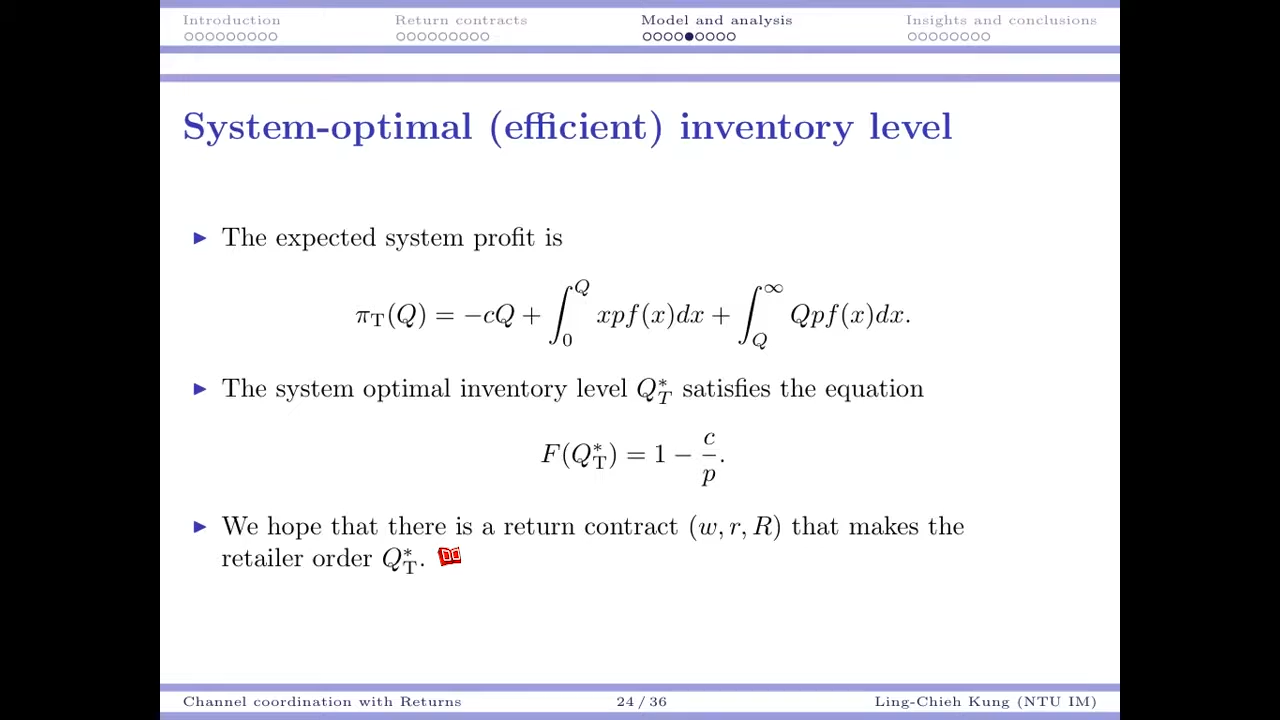 Introduction Return contracts Model and analysis Insights and conclusions
System-optimal (efficient) inventory level
▶ The expected system profit is
π_T(Q) = −cQ + ∫_0^Q xpf(x)dx + ∫_Q^∞ Qpf(x)dx.
▶ The system optimal inventory level Q*_T satisfies the equation
F(Q*_T) = 1 − c/p.
▶ We hope that there is a return contract (w, r, R) that makes the
retailer order Q*_T.
Channel coordination with Returns 24 / 36 Ling-Chieh Kung (NTU IM)